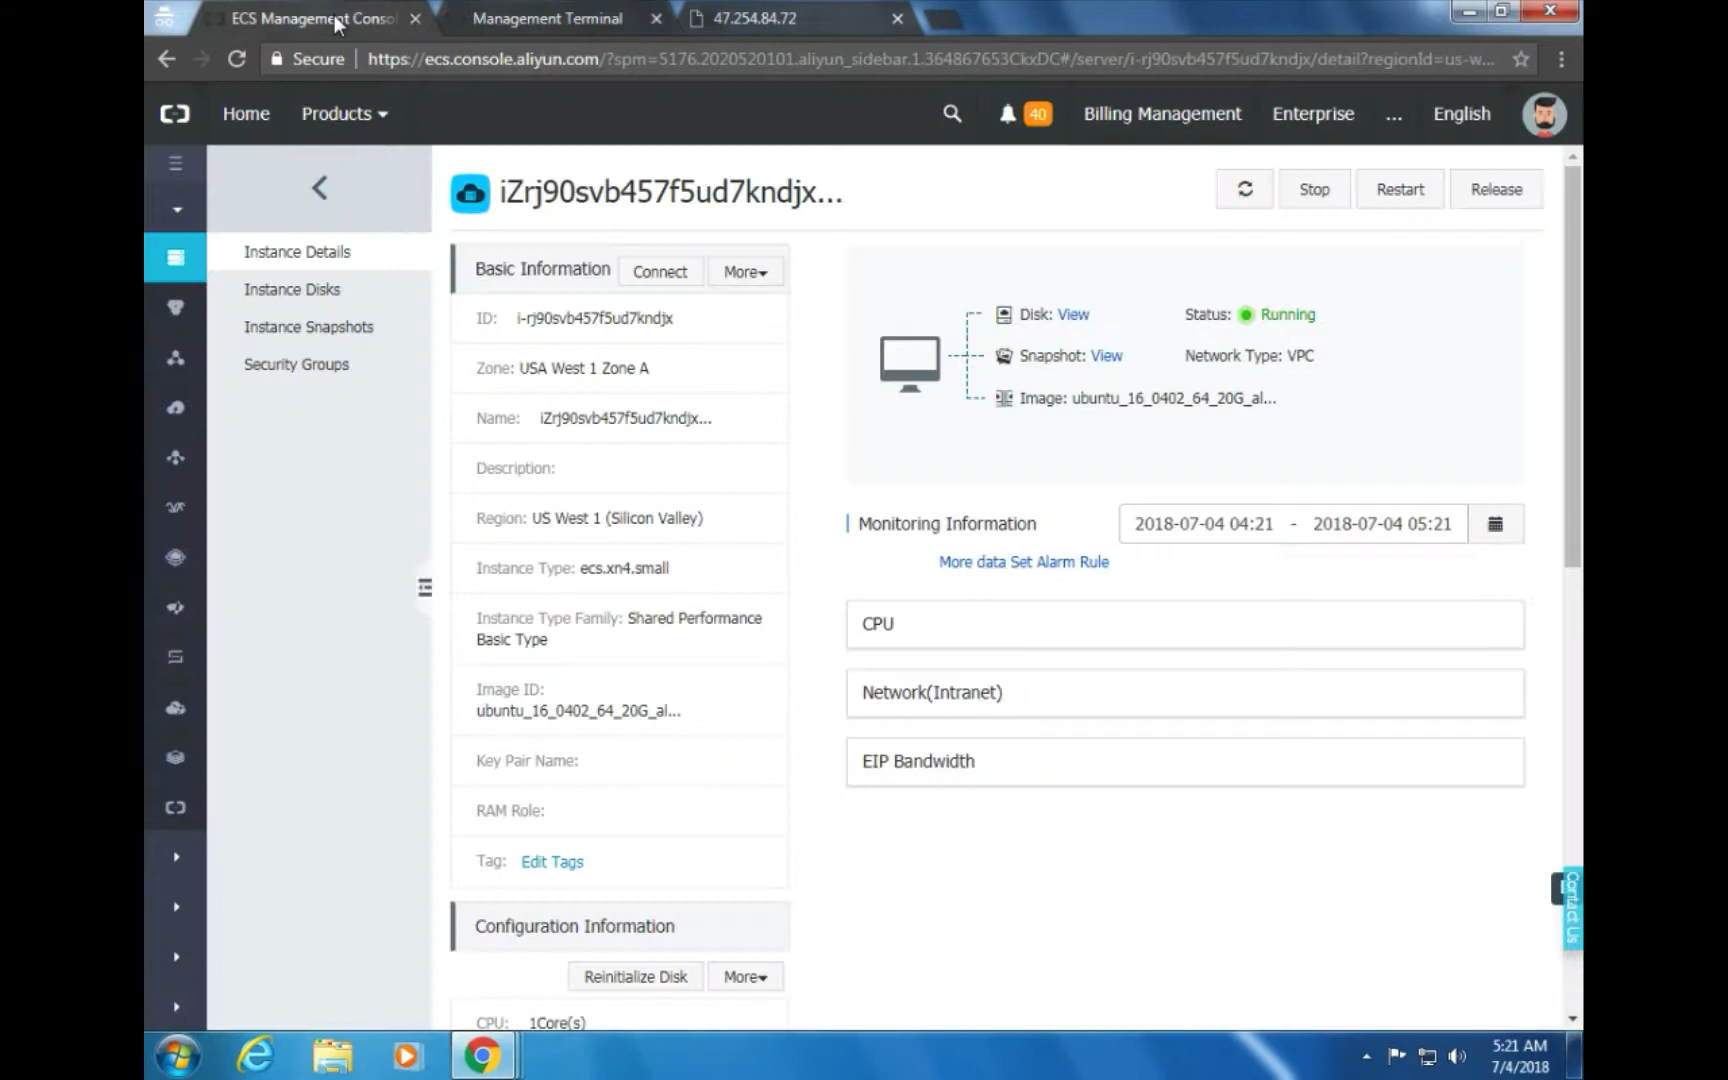 ECS Management Consol
Management Terminal
47.254.84.72
Secure
https://ecs.console.aliyun.com/?spm=5176.2020520101.aliyun_sidebar.1.364867653CkxDC#/server/i-rj90svb457f5ud7kndjx/detail?regionId=us-w...
Home
Products
40
Billing Management
Enterprise
...
English
iZrj90svb457f5ud7kndjx...
Stop
Restart
Release
Instance Details
Instance Disks
Instance Snapshots
Security Groups
Basic Information
Connect
More
ID: i-rj90svb457f5ud7kndjx
Zone: USA West 1 Zone A
Name: iZrj90svb457f5ud7kndjx...
Description:
Region: US West 1 (Silicon Valley)
Instance Type: ecs.xn4.small
Instance Type Family: Shared Performance
Basic Type
Image ID:
ubuntu_16_0402_64_20G_al...
Key Pair Name:
RAM Role:
Tag: Edit Tags
Configuration Information
Reinitialize Disk
More
CPU: 1Core(s)
Disk: View
Status: Running
Snapshot: View
Network Type: VPC
Image: ubuntu_16_0402_64_20G_al...
Monitoring Information
2018-07-04 04:21 - 2018-07-04 05:21
More data Set Alarm Rule
CPU
Network(Intranet)
EIP Bandwidth
Contact Us
5:21 AM
7/4/2018